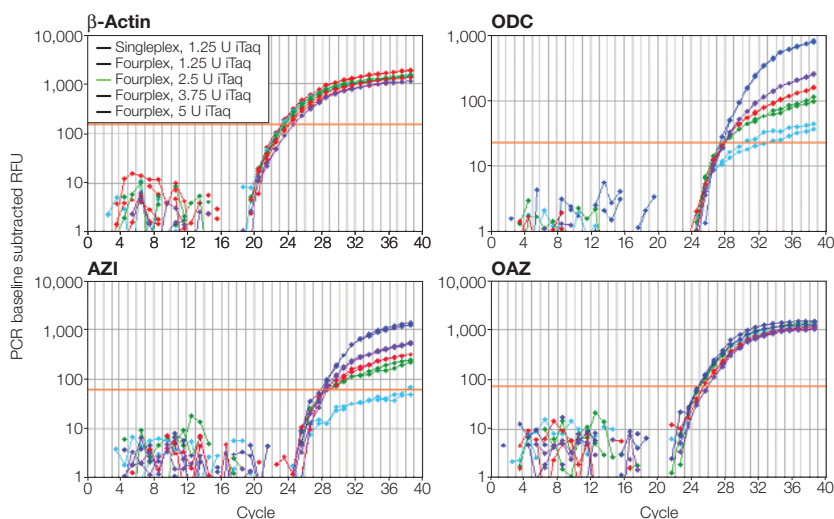 β-Actin
10,000
1,000
100
10
1
Singleplex, 1.25 U iTaq
Fourplex, 1.25 U iTaq
Fourplex, 2.5 U iTaq
Fourplex, 3.75 U iTaq
Fourplex, 5 U iTaq
0 4 8 12 16 20 24 28 32 36 40
ODC
1,000
100
10
1
0 4 8 12 16 20 24 28 32 36 40
PCR baseline subtracted RFU
AZI
10,000
1,000
100
10
1
0 4 8 12 16 20 24 28 32 36 40
Cycle
OAZ
10,000
1,000
100
10
1
0 4 8 12 16 20 24 28 32 36 40
Cycle